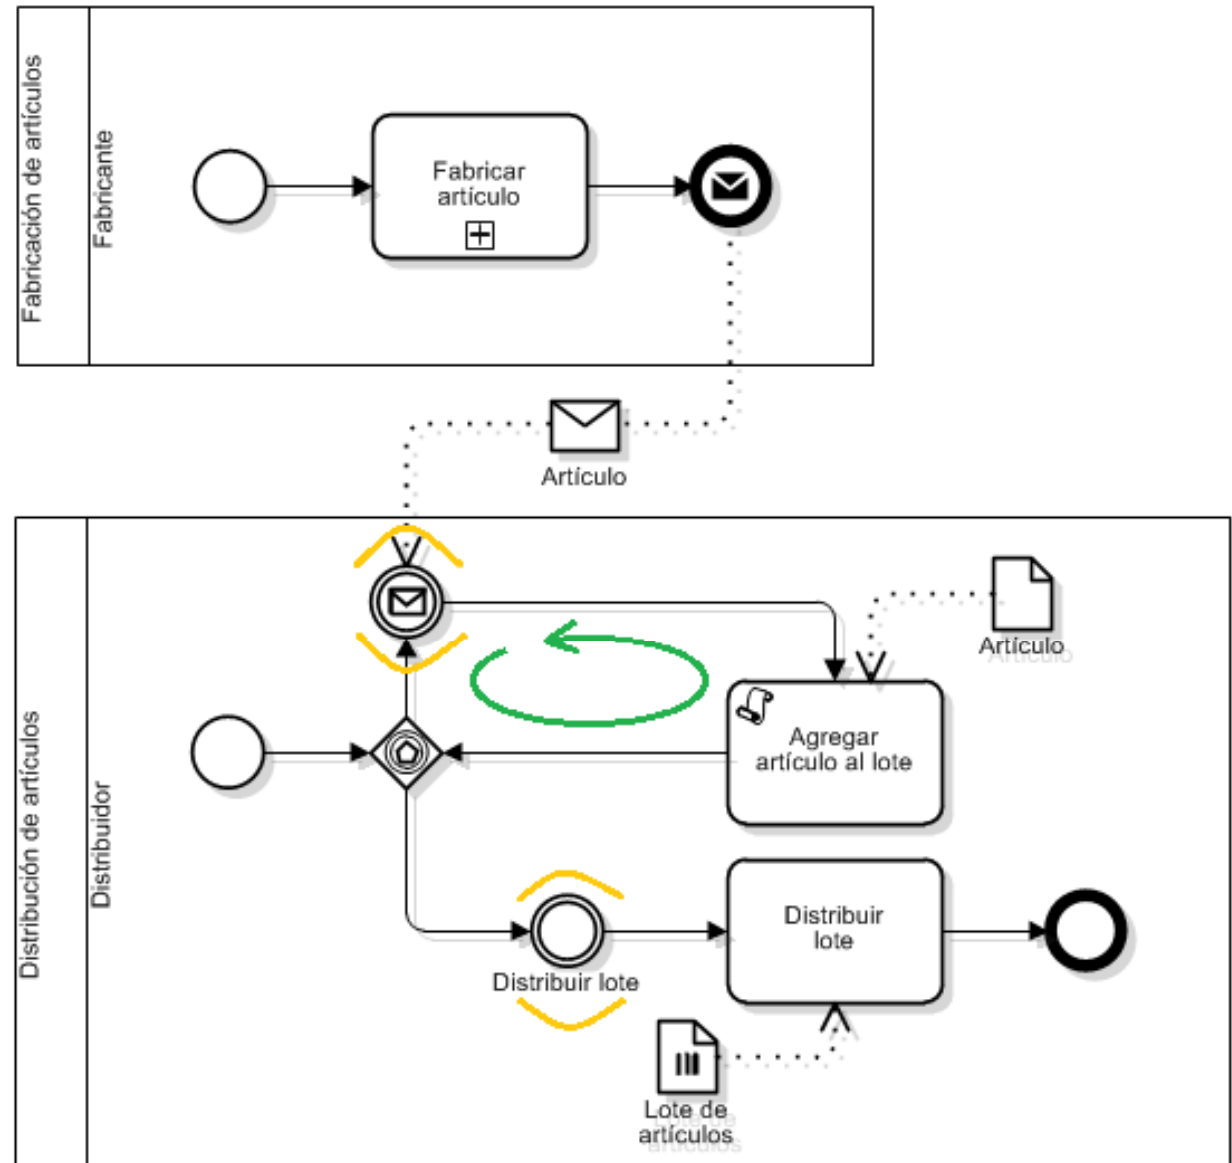 Fabricación de artículos
Fabricante
Fabricar
artículo
Artículo
Distribución de artículos
Distribuidor
Artículo
Agregar
artículo al lote
Distribuir lote
Distribuir
lote
Lote de
artículos